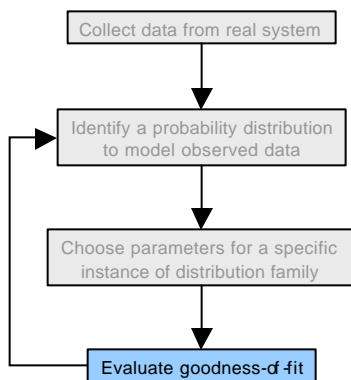 Collect data from real system
Identify a probability distribution
to model observed data
Choose parameters for a specific
instance of distribution family
Evaluate goodness-of-fit